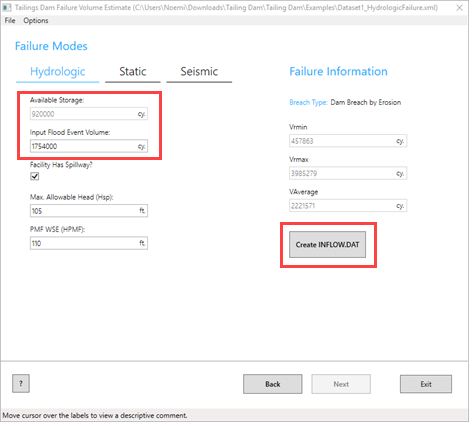 Tailings Dam Failure Volume Estimate (C:\Users\Noemi\Downloads\Tailing Dam\Tailing Dam\Examples\Dataset1_HydrologicFailure.xml)
File Options
Failure Modes
Hydrologic Static Seismic
Available Storage:
920000 cy.
Input Flood Event Volume:
1754000 cy.
Facility Has Spillway?
Max. Allowable Head (Hsp):
105 ft.
PMF WSE (HPMF):
110 ft.
Failure Information
Breach Type: Dam Breach by Erosion
Vrmin
457863 cy.
Vrmax
3985279 cy.
VAverage
2221571 cy.
Create INFLOW.DAT
? Back Next Exit
Move cursor over the labels to view a descriptive comment.